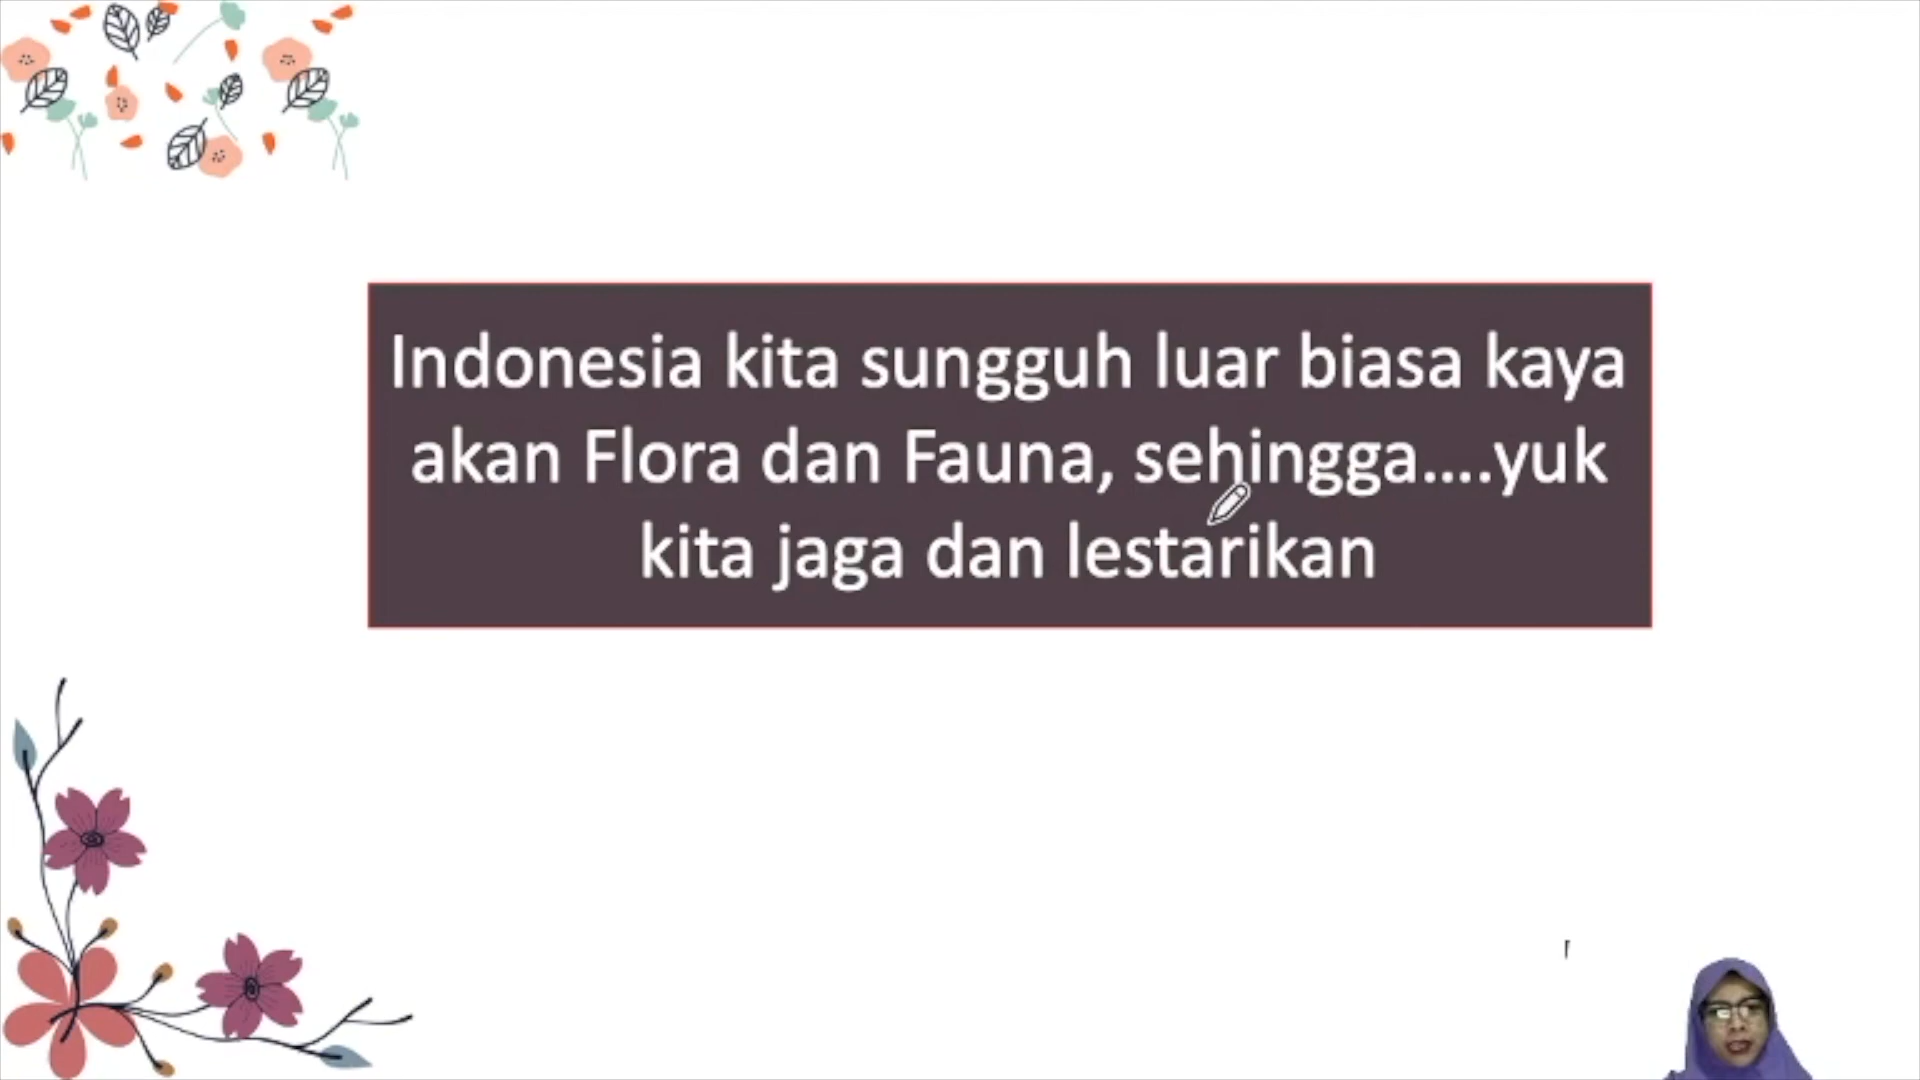 Indonesia kita sungguh luar biasa kaya
akan Flora dan Fauna, sehingga....yuk
kita jaga dan lestarikan